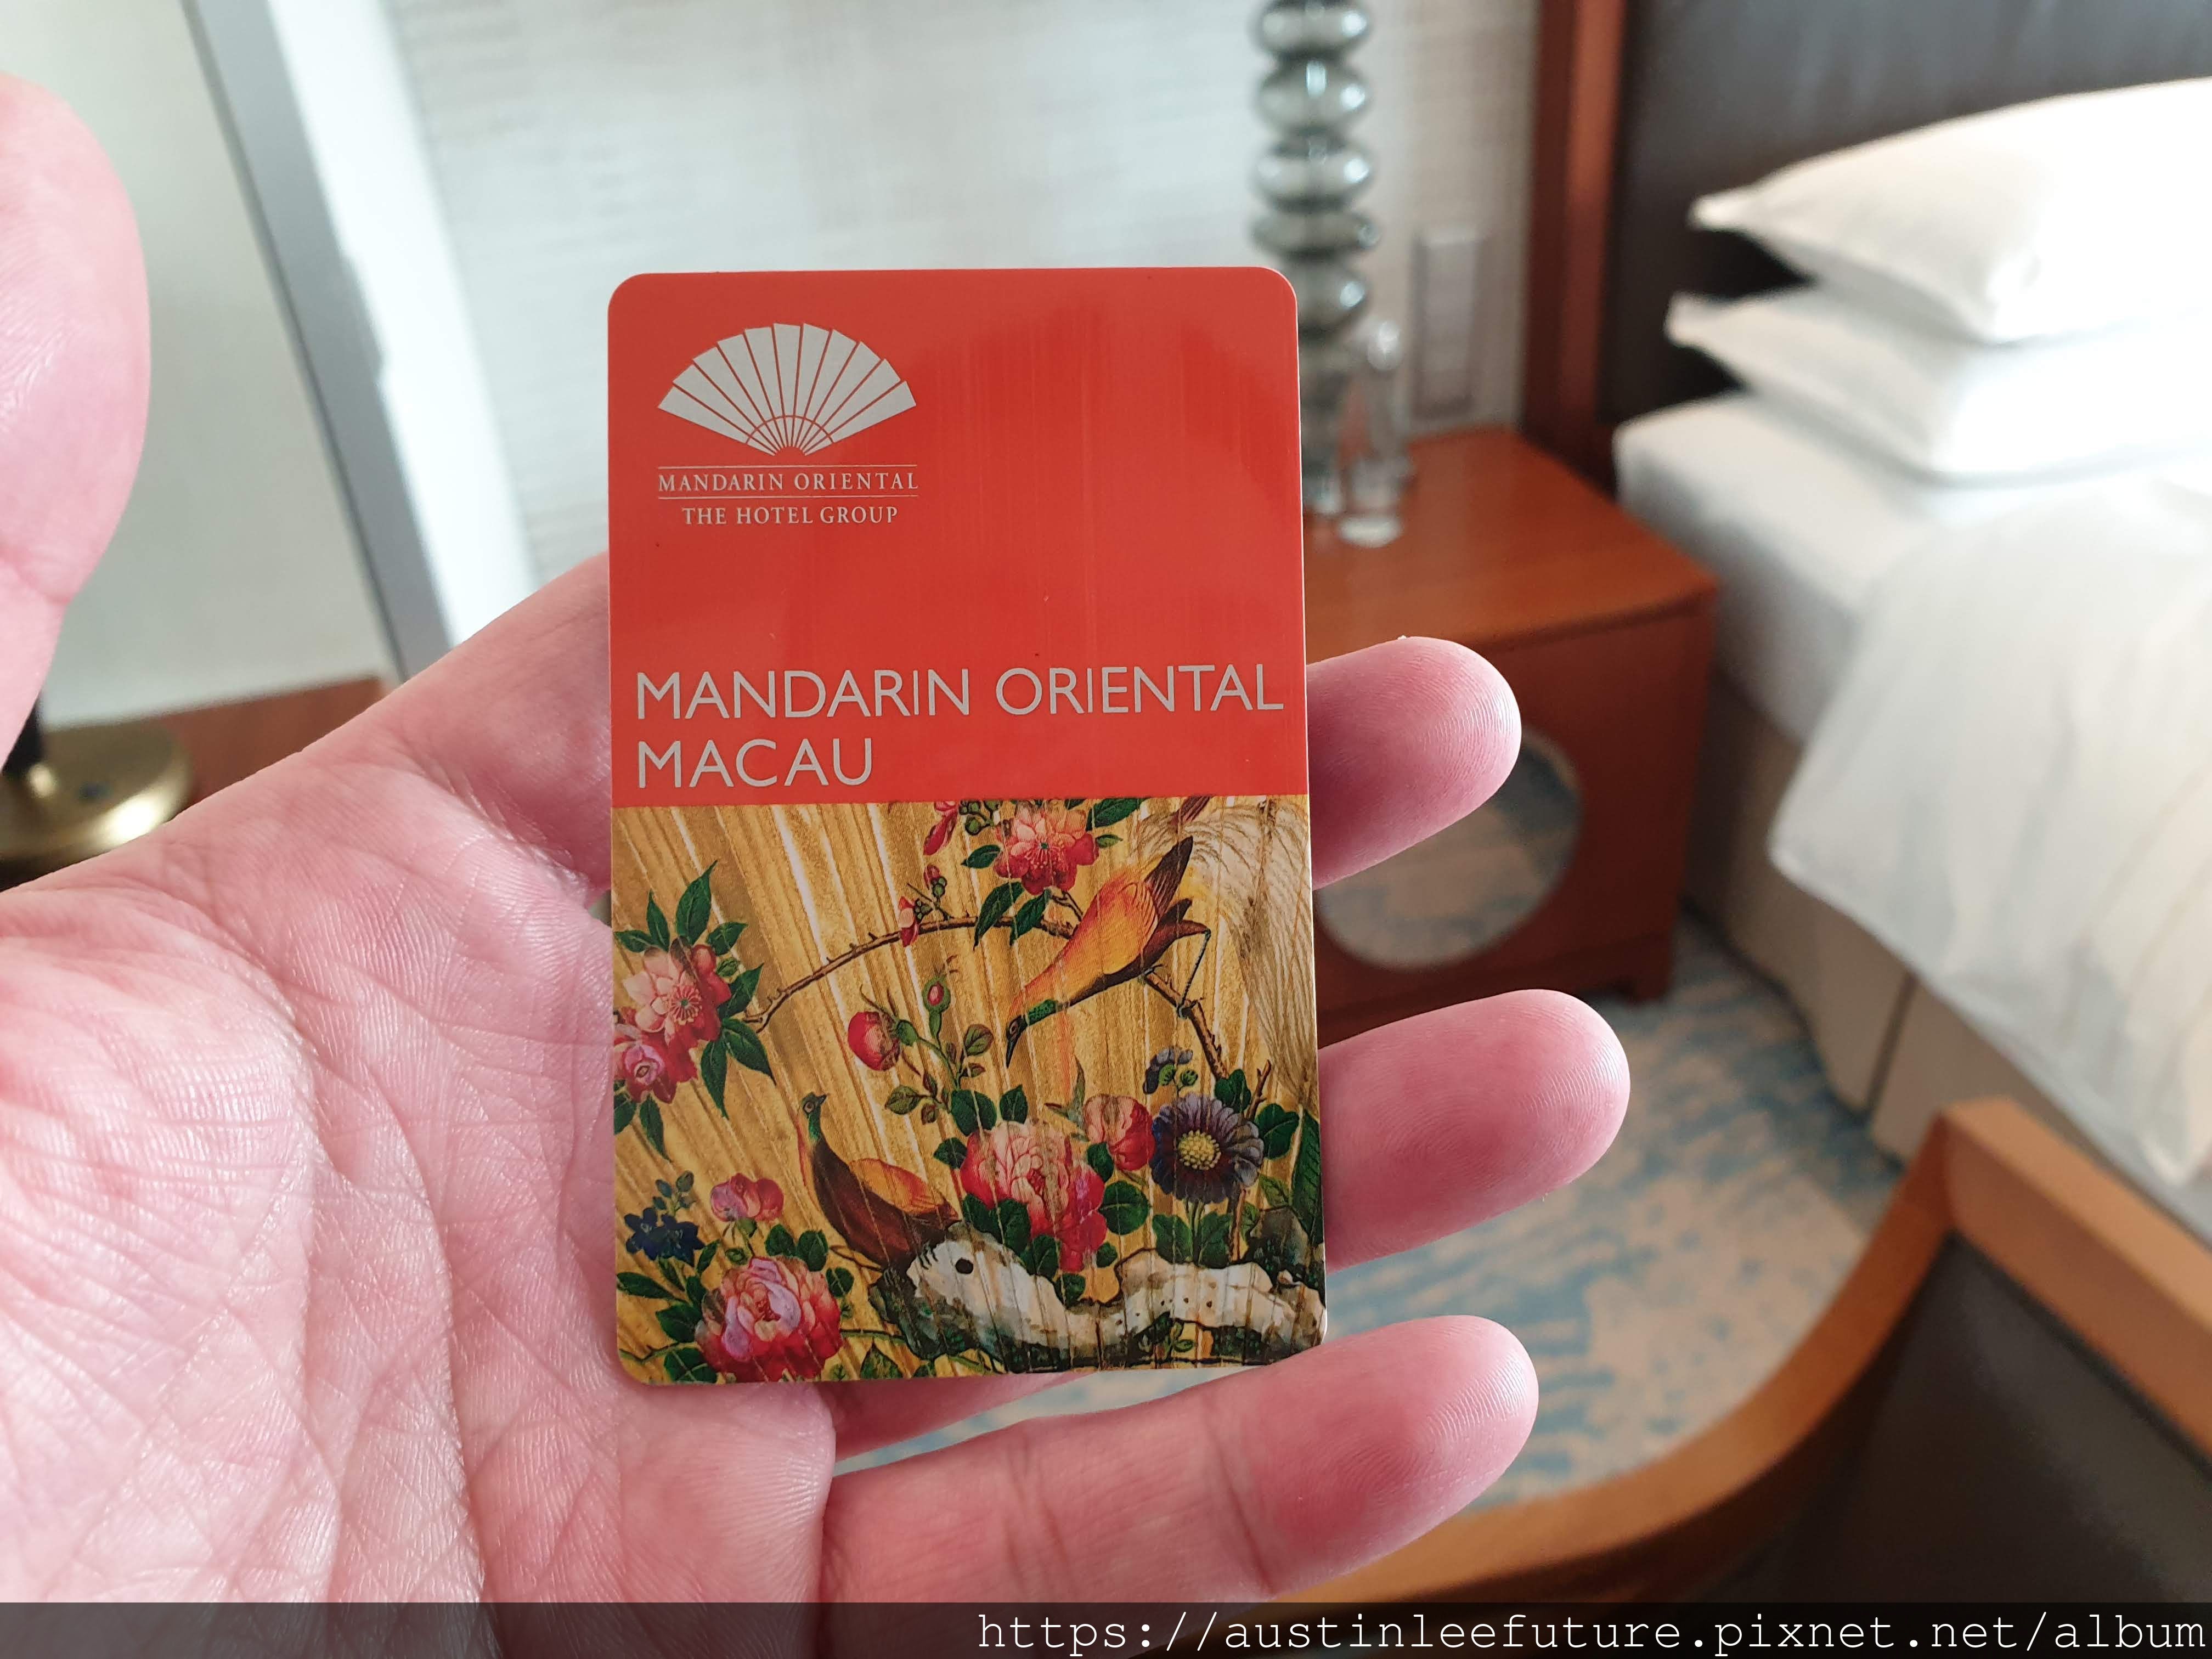 MANDARIN ORIENTAL
THE HOTEL GROUP
MANDARIN ORIENTAL
MACAU
https://austinleefuture.pixnet.net/album